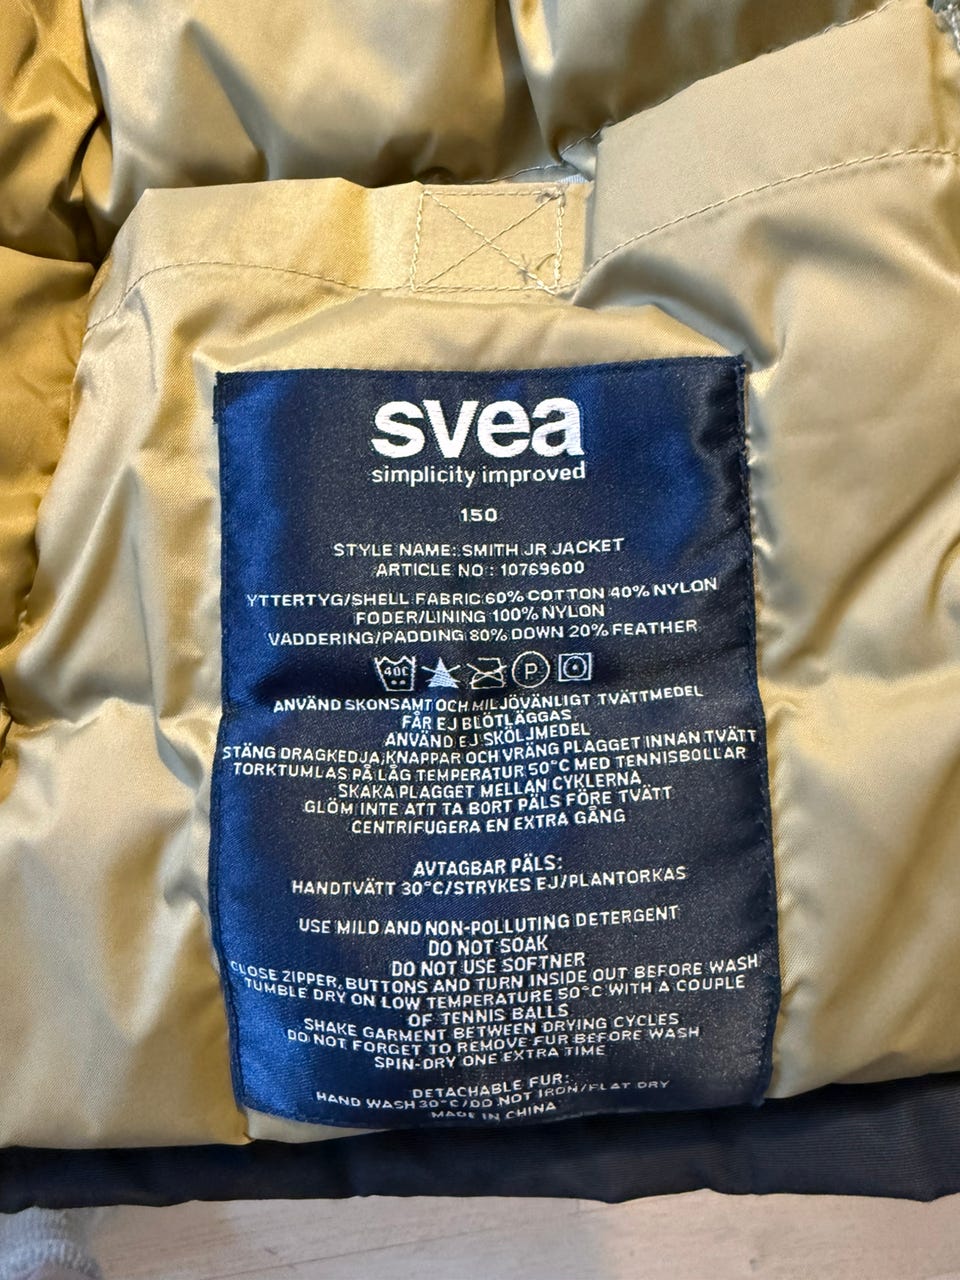 svea
simplicity improved
150
STYLE NAME: SMITH JR JACKET
ARTICLE NO : 10769600
YTTERTYG/SHELL FABRIC 60% COTTON 40% NYLON
FODER/LINING 100% NYLON
VADDERING/PADDING 80% DOWN 20% FEATHER
40C P
ANVÄND SKONSAMT OCH MILJÖVÄNLIGT TVÄTTMEDEL
FÅR EJ BLÖTLÄGGAS
ANVÄND EJ SKÖLJMEDEL
STÄNG DRAGKEDJA,KNAPPAR OCH VRÄNG PLAGGET INNAN TVÄTT
TORKTUMLAS PÅ LÅG TEMPERATUR 50°C MED TENNISBOLLAR
SKAKA PLAGGET MELLAN CYKLERNA
GLÖM INTE ATT TA BORT PÄLS FÖRE TVÄTT
CENTRIFUGERA EN EXTRA GÅNG
AVTAGBAR PÄLS:
HANDTVÄTT 30°C/STRYKES EJ/PLANTORKAS
USE MILD AND NON-POLLUTING DETERGENT
DO NOT SOAK
DO NOT USE SOFTNER
CLOSE ZIPPER, BUTTONS AND TURN INSIDE OUT BEFORE WASH
TUMBLE DRY ON LOW TEMPERATURE 50°C WITH A COUPLE
OF TENNIS BALLS
SHAKE GARMENT BETWEEN DRYING CYCLES
DO NOT FORGET TO REMOVE FUR BEFORE WASH
SPIN-DRY ONE EXTRA TIME
DETACHABLE FUR:
HAND WASH 30°C/DO NOT IRON/FLAT DRY
MADE IN CHINA